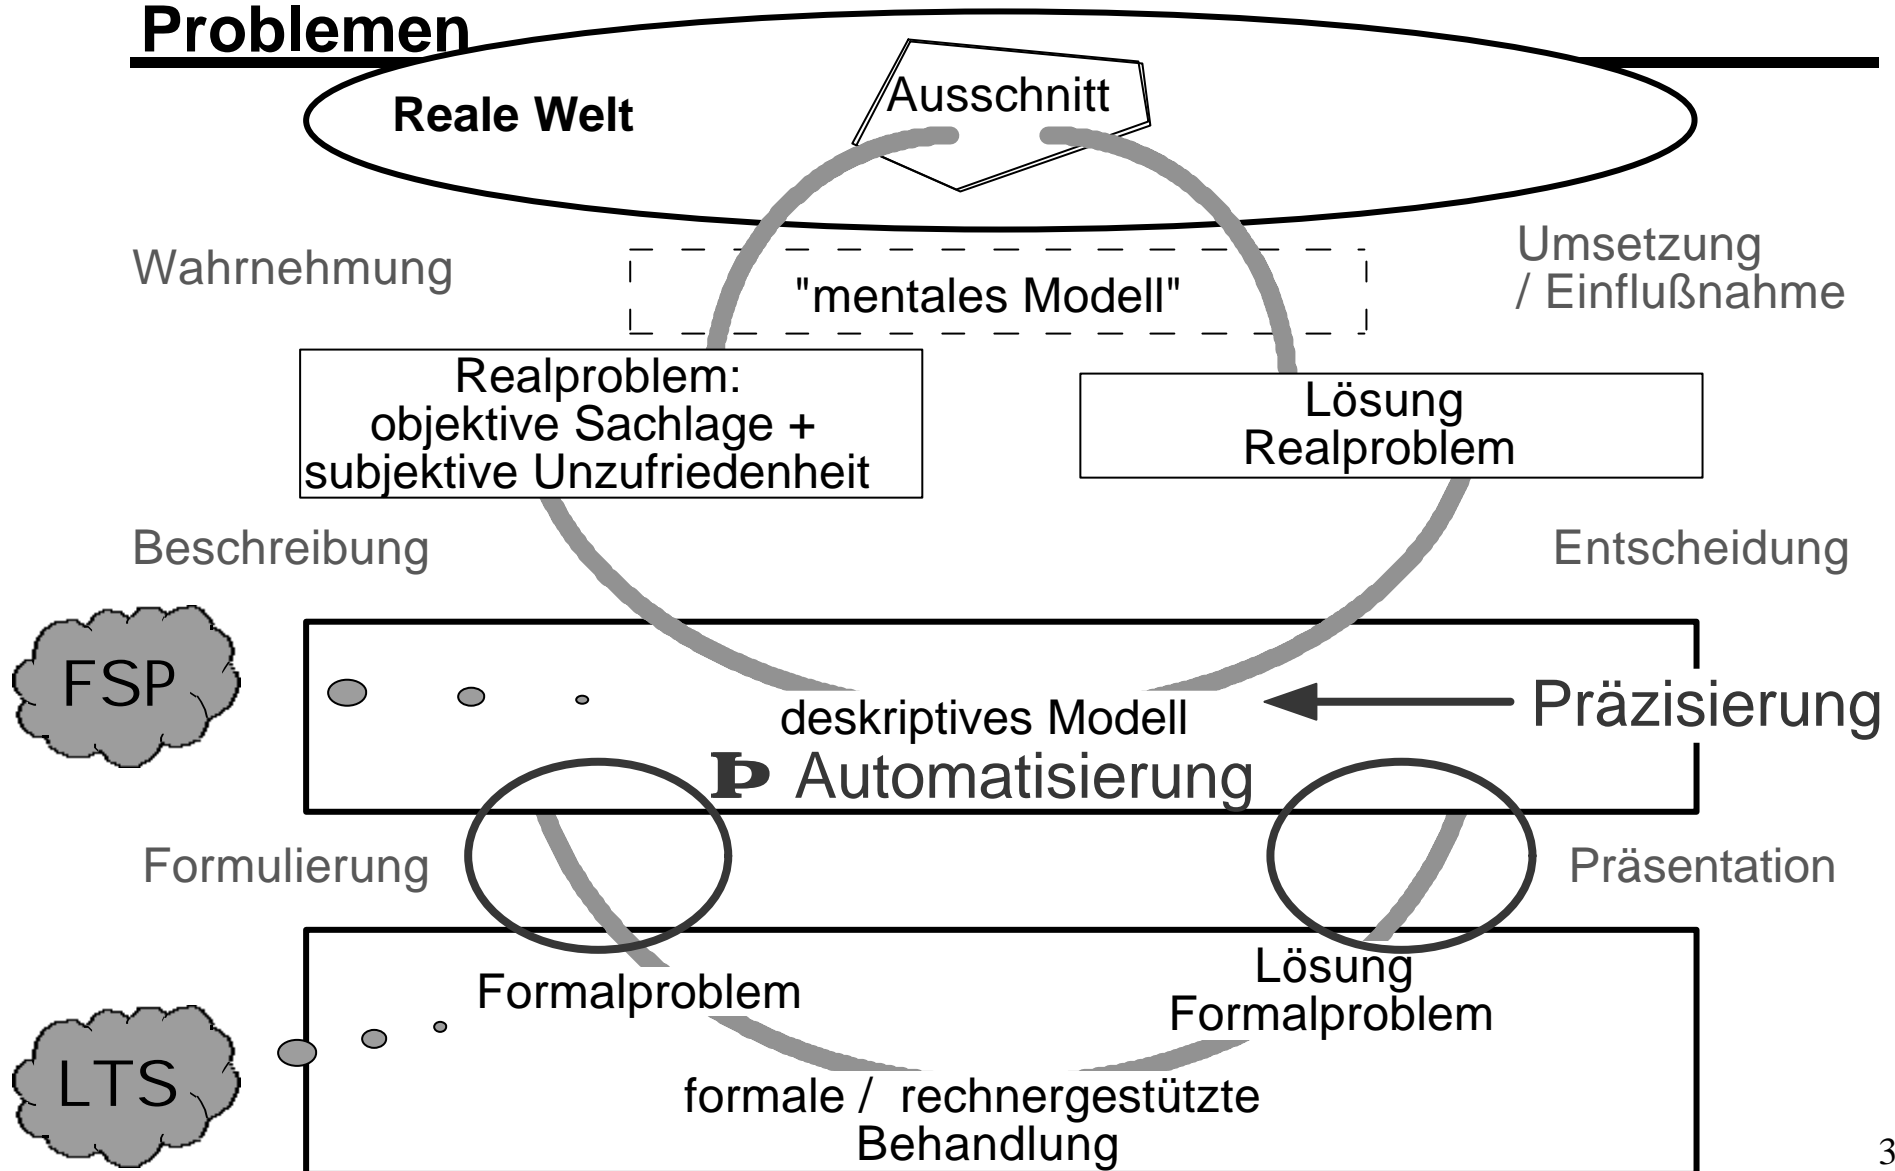 Problemen
Reale Welt
Ausschnitt
Wahrnehmung
"mentales Modell"
Umsetzung
/ Einflußnahme
Realproblem:
objektive Sachlage +
subjektive Unzufriedenheit
Lösung
Realproblem
Beschreibung
Entscheidung
FSP
deskriptives Modell
Präzisierung
Þ Automatisierung
Formulierung
Präsentation
Formalproblem
Lösung
Formalproblem
LTS
formale / rechnergestützte
Behandlung
3